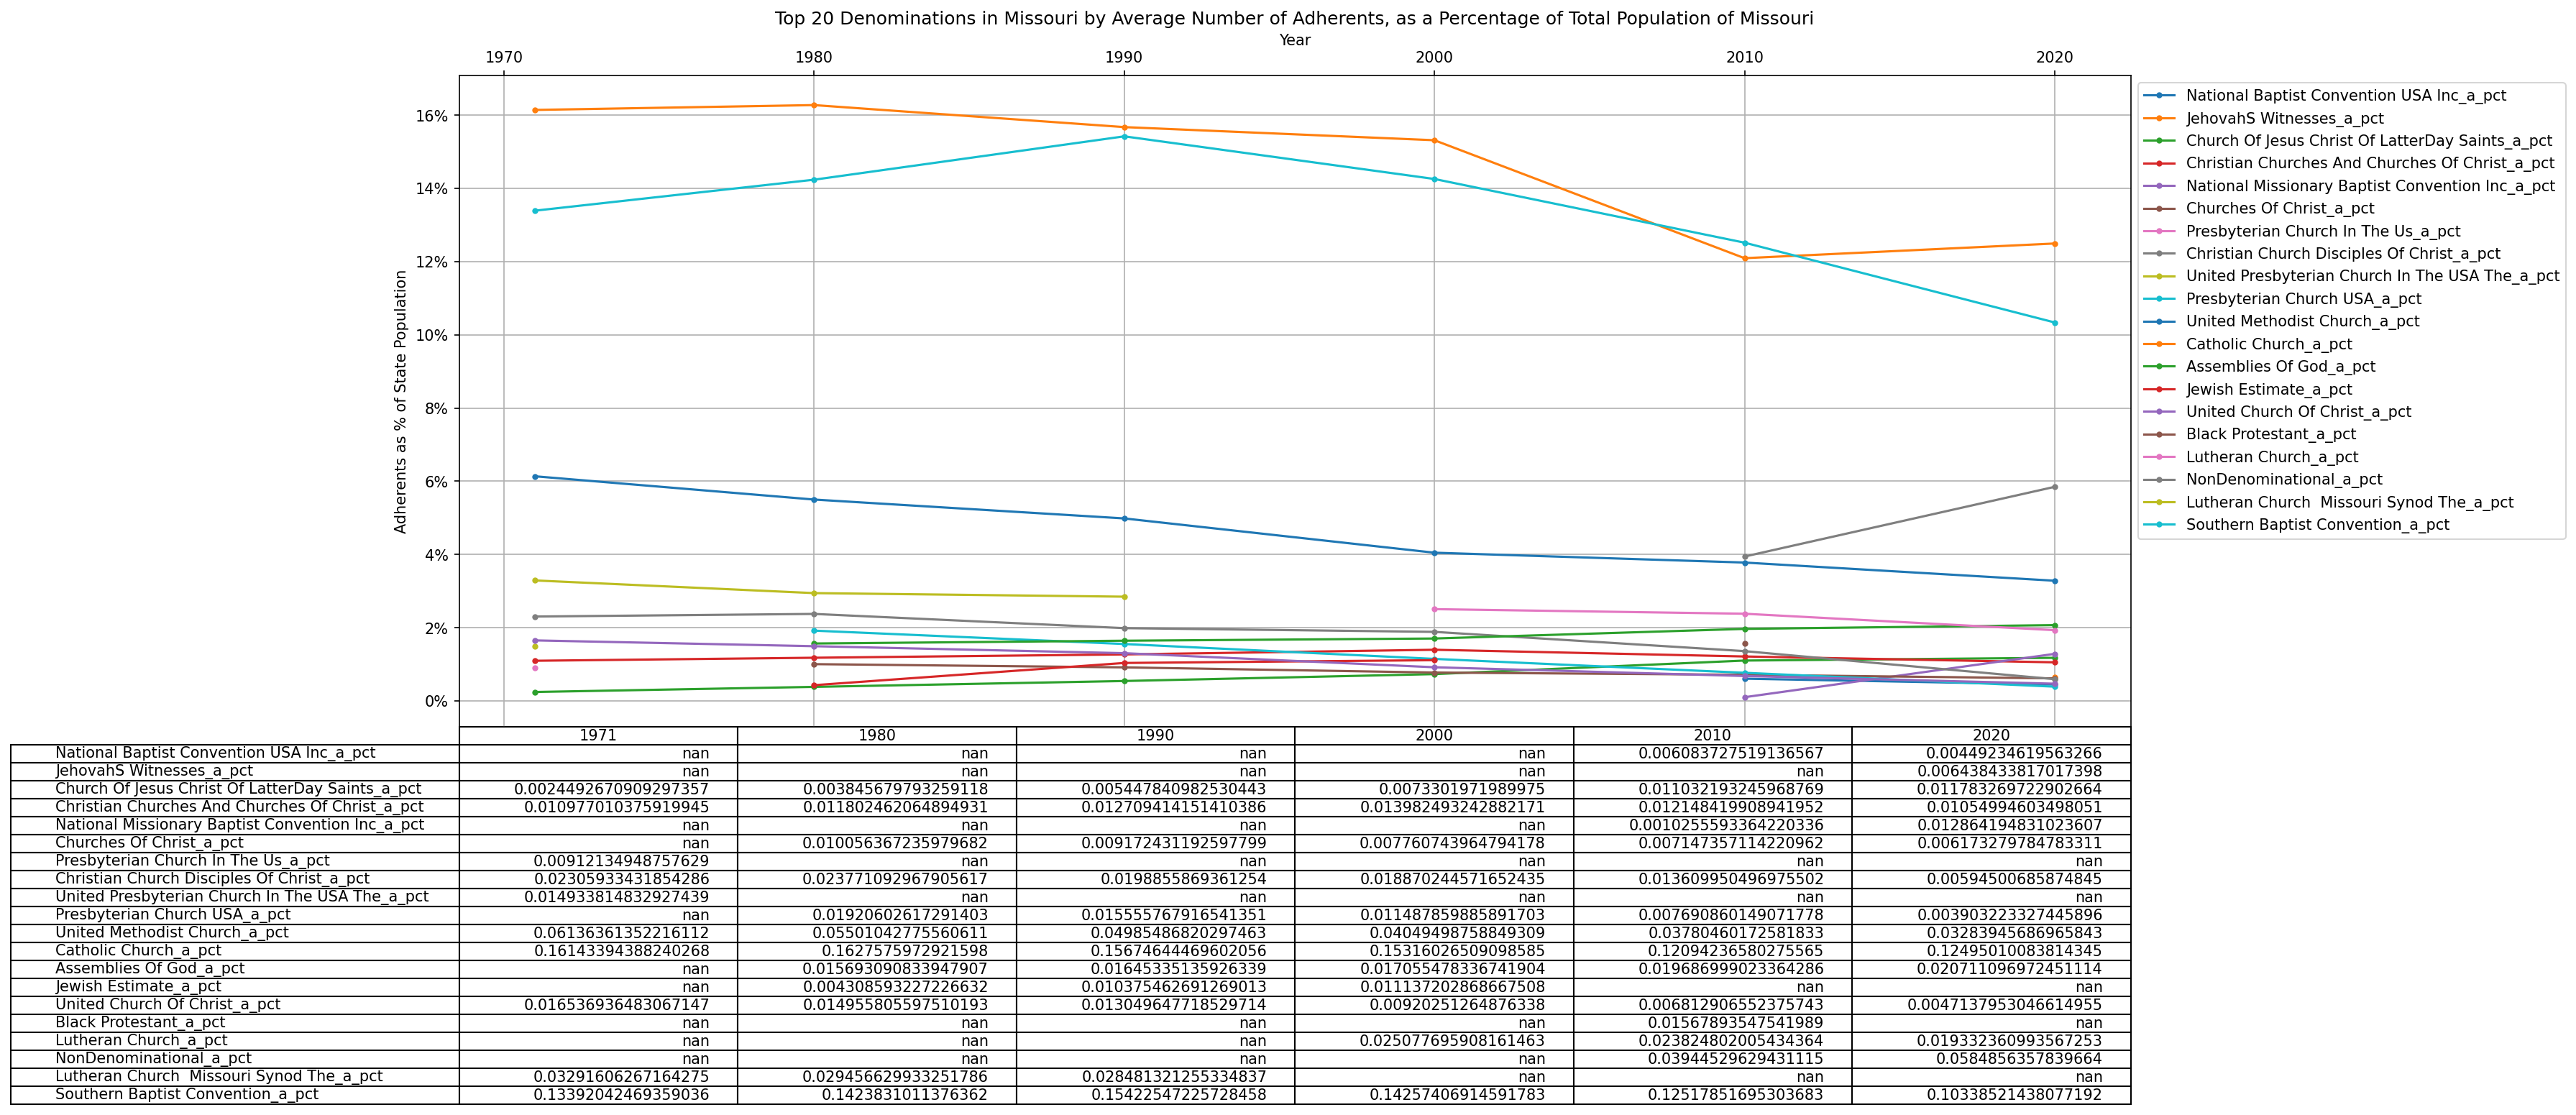 Top 20 Denominations in Missouri by Average Number of Adherents, as a Percentage of Total Population of Missouri
Year
1970 1980 1990 2000 2010 2020
16%
14%
12%
10%
8%
6%
4%
2%
0%
Adherents as % of State Population
National Baptist Convention USA Inc_a_pct
JehovahS Witnesses_a_pct
Church Of Jesus Christ Of LatterDay Saints_a_pct
Christian Churches And Churches Of Christ_a_pct
National Missionary Baptist Convention Inc_a_pct
Churches Of Christ_a_pct
Presbyterian Church In The Us_a_pct
Christian Church Disciples Of Christ_a_pct
United Presbyterian Church In The USA The_a_pct
Presbyterian Church USA_a_pct
United Methodist Church_a_pct
Catholic Church_a_pct
Assemblies Of God_a_pct
Jewish Estimate_a_pct
United Church Of Christ_a_pct
Black Protestant_a_pct
Lutheran Church_a_pct
NonDenominational_a_pct
Lutheran Church  Missouri Synod The_a_pct
Southern Baptist Convention_a_pct
1971 1980 1990 2000 2010 2020
National Baptist Convention USA Inc_a_pct nan nan nan nan 0.006083727519136567 0.00449234619563266
JehovahS Witnesses_a_pct nan nan nan nan nan 0.006438433817017398
Church Of Jesus Christ Of LatterDay Saints_a_pct 0.0024492670909297357 0.003845679793259118 0.005447840982530443 0.0073301971989975 0.011032193245968769 0.011783269722902664
Christian Churches And Churches Of Christ_a_pct 0.010977010375919945 0.011802462064894931 0.012709414151410386 0.013982493242882171 0.012148419908941952 0.01054994603498051
National Missionary Baptist Convention Inc_a_pct nan nan nan nan 0.0010255593364220336 0.012864194831023607
Churches Of Christ_a_pct nan 0.010056367235979682 0.009172431192597799 0.007760743964794178 0.007147357114220962 0.006173279784783311
Presbyterian Church In The Us_a_pct 0.00912134948757629 nan nan nan nan nan
Christian Church Disciples Of Christ_a_pct 0.02305933431854286 0.023771092967905617 0.0198855869361254 0.018870244571652435 0.013609950496975502 0.00594500685874845
United Presbyterian Church In The USA The_a_pct 0.014933814832927439 nan nan nan nan nan
Presbyterian Church USA_a_pct nan 0.01920602617291403 0.015555767916541351 0.011487859885891703 0.007690860149071778 0.003903223327445896
United Methodist Church_a_pct 0.06136361352216112 0.05501042775560611 0.04985486820297463 0.04049498758849309 0.03780460172581833 0.03283945686965843
Catholic Church_a_pct 0.16143394388240268 0.1627575972921598 0.15674644469602056 0.15316026509098585 0.12094236580275565 0.12495010083814345
Assemblies Of God_a_pct nan 0.015693090833947907 0.01645335135926339 0.017055478336741904 0.019686999023364286 0.020711096972451114
Jewish Estimate_a_pct nan 0.004308593227226632 0.010375462691269013 0.011137202868667508 nan nan
United Church Of Christ_a_pct 0.016536936483067147 0.014955805597510193 0.013049647718529714 0.00920251264876338 0.006812906552375743 0.0047137953046614955
Black Protestant_a_pct nan nan nan nan 0.01567893547541989 nan
Lutheran Church_a_pct nan nan nan 0.025077695908161463 0.023824802005434364 0.019332360993567253
NonDenominational_a_pct nan nan nan nan 0.03944529629431115 0.0584856357839664
Lutheran Church  Missouri Synod The_a_pct 0.03291606267164275 0.029456629933251786 0.028481321255334837 nan nan nan
Southern Baptist Convention_a_pct 0.13392042469359036 0.1423831011376362 0.15422547225728458 0.14257406914591783 0.12517851695303683 0.10338521438077192